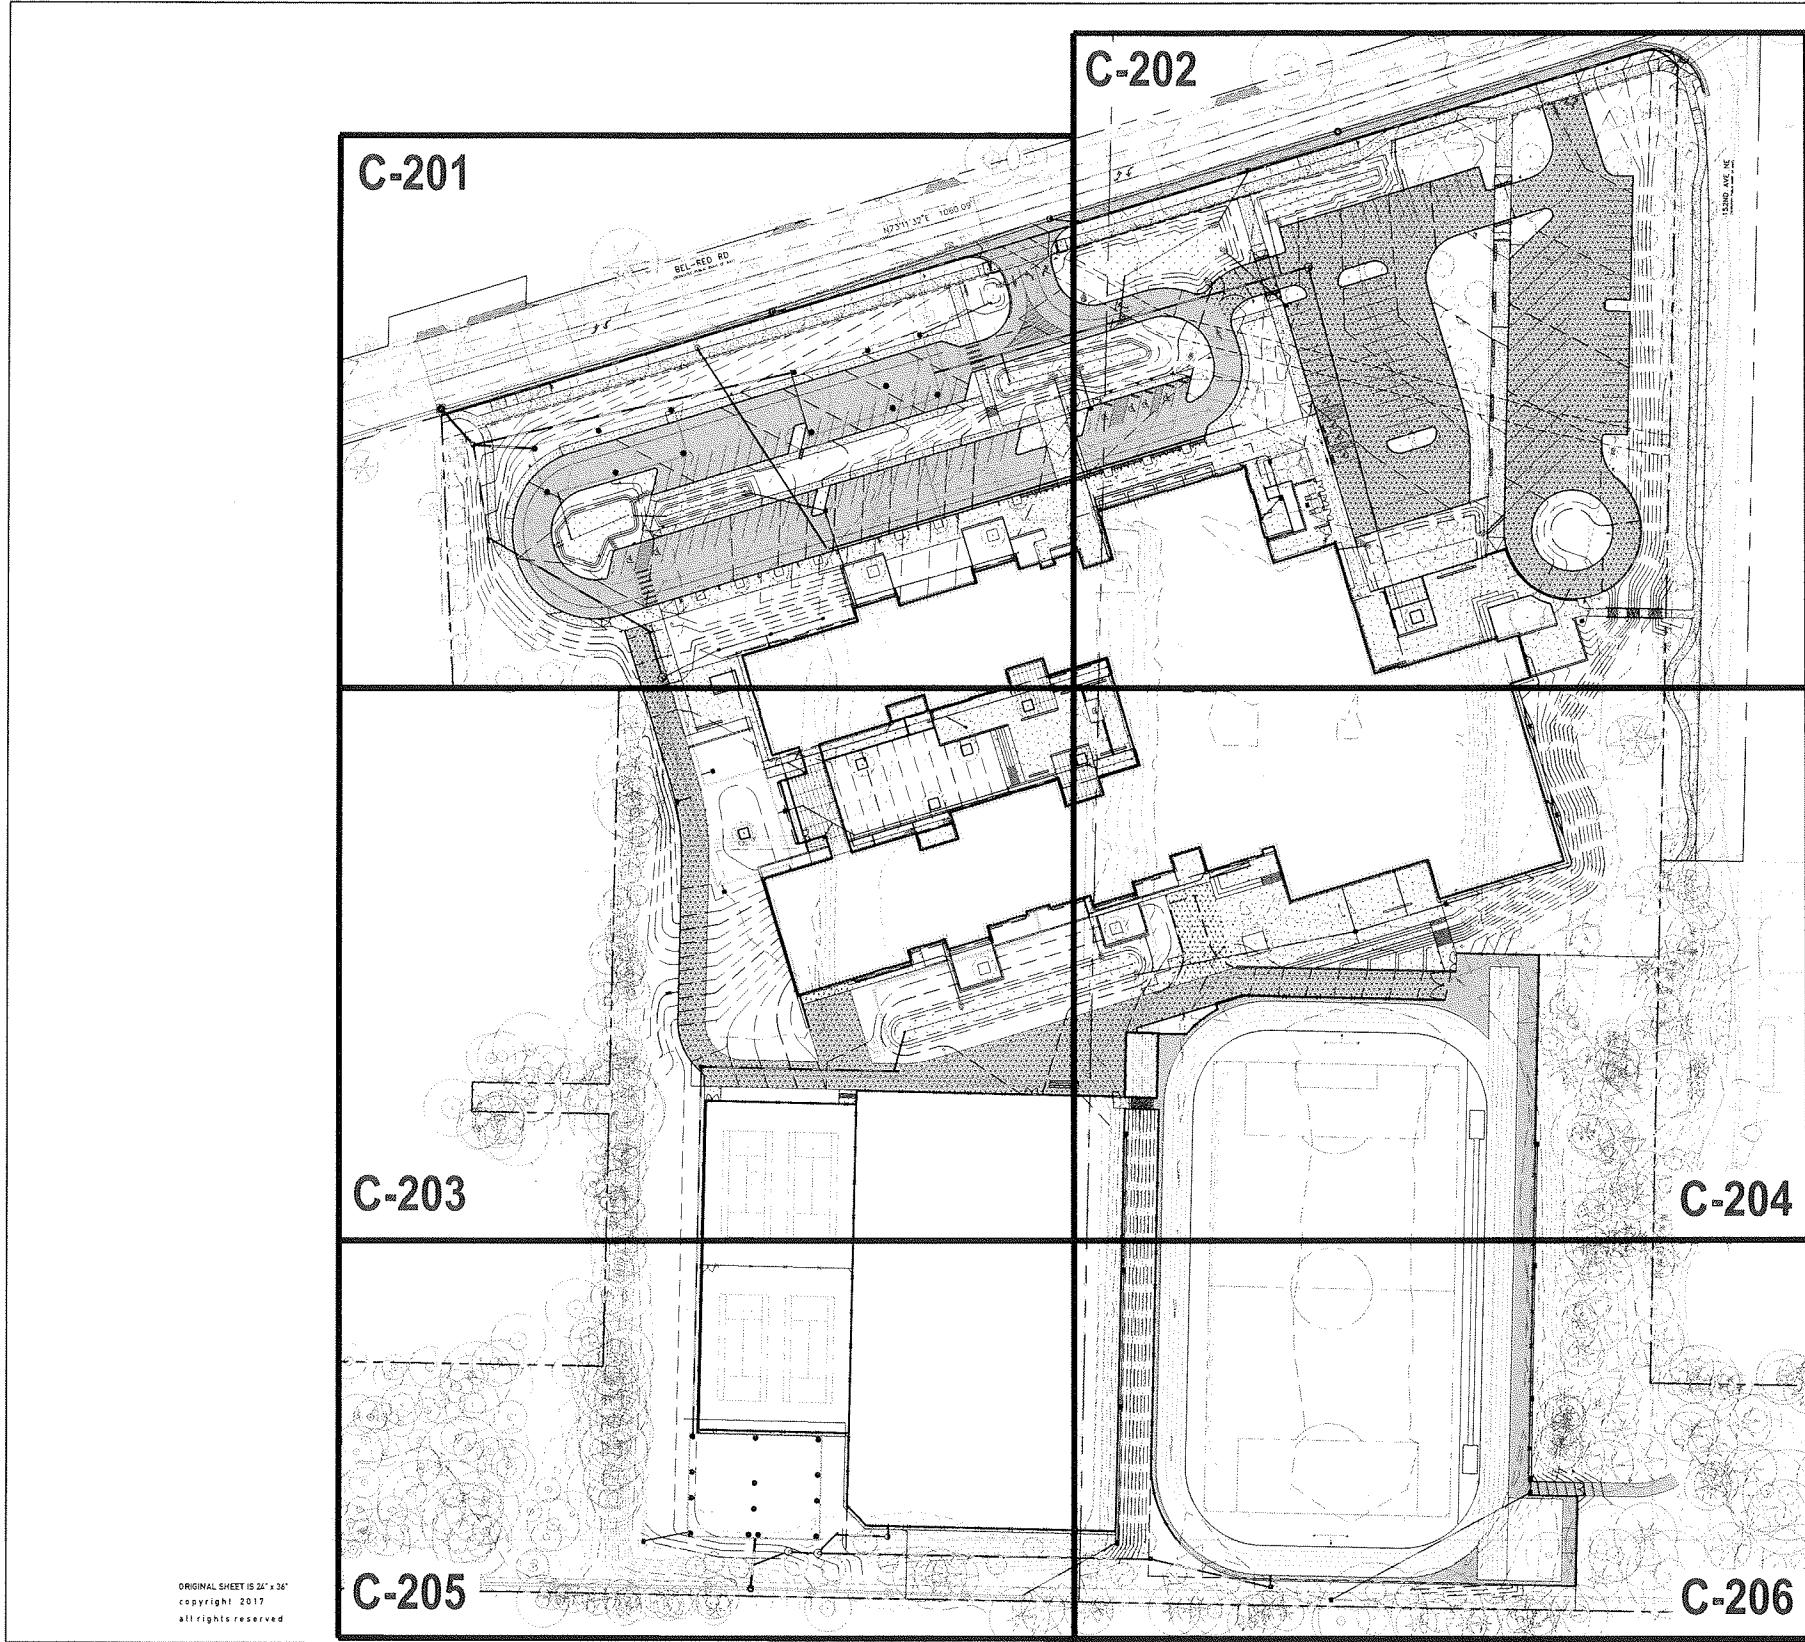 C-202
C-201
152ND AVE NE
N73°11'32"E 1060.09'
BEL-RED RD
C-203
C-204
ORIGINAL SHEET IS 24" x 36"
copyright 2017
all rights reserved
C-205
C-206